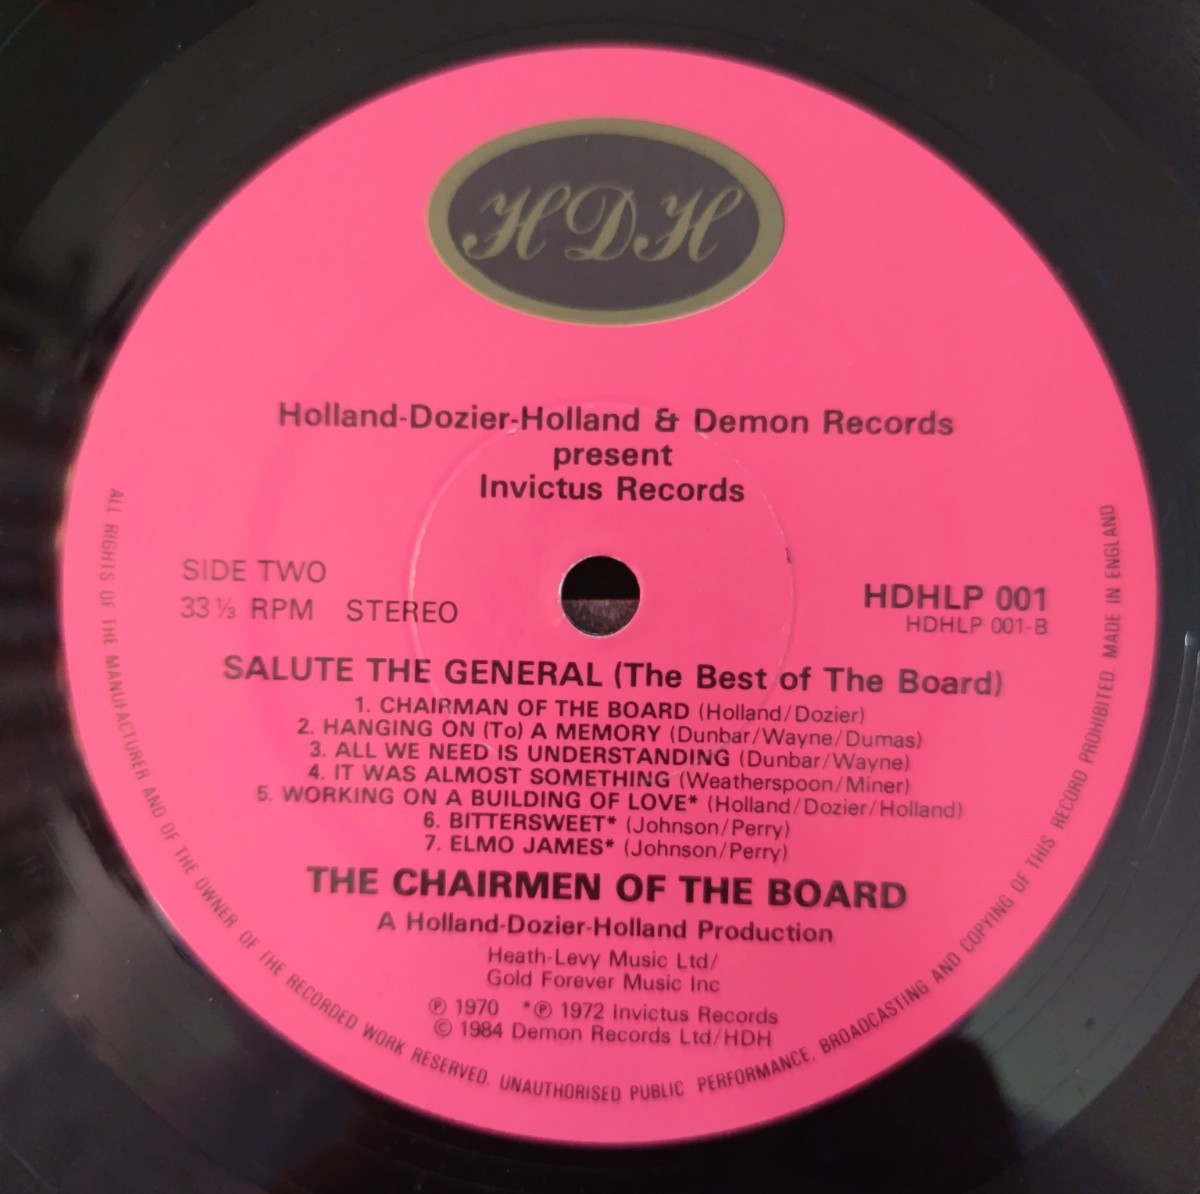 HDH
Holland-Dozier-Holland & Demon Records
present
Invictus Records
SIDE TWO
33⅓ RPM STEREO
HDHLP 001
HDHLP 001-B
SALUTE THE GENERAL (The Best of The Board)
1. CHAIRMAN OF THE BOARD (Holland/Dozier)
2. HANGING ON (To) A MEMORY (Dunbar/Wayne/Dumas)
3. ALL WE NEED IS UNDERSTANDING (Dunbar/Wayne)
4. IT WAS ALMOST SOMETHING (Weatherspoon/Miner)
5. WORKING ON A BUILDING OF LOVE* (Holland/Dozier/Holland)
6. BITTERSWEET* (Johnson/Perry)
7. ELMO JAMES* (Johnson/Perry)
THE CHAIRMEN OF THE BOARD
A Holland-Dozier-Holland Production
Heath-Levy Music Ltd/
Gold Forever Music Inc
℗ 1970 *℗ 1972 Invictus Records
© 1984 Demon Records Ltd/HDH
ALL RIGHTS OF THE MANUFACTURER AND OF THE OWNER OF THE RECORDED WORK RESERVED. UNAUTHORISED PUBLIC PERFORMANCE, BROADCASTING AND COPYING OF THIS RECORD PROHIBITED MADE IN ENGLAND